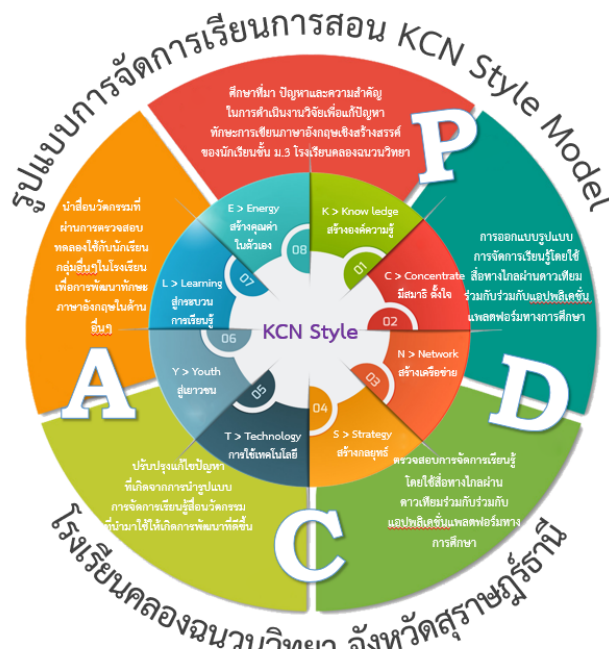 รูปแบบการจัดการเรียนการสอน KCN Style Model
ศึกษาที่มา ปัญหาและความสำคัญ
ในการดำเนินงานวิจัยเพื่อแก้ปัญหา
ทักษะการเขียนภาษาอังกฤษเชิงสร้างสรรค์
ของนักเรียนชั้น ม.3 โรงเรียนคลองฉนวนวิทยา
P
การออกแบบรูปแบบ
การจัดการเรียนรู้โดยใช้
สื่อทางไกลผ่านดาวเทียม
ร่วมกับร่วมกับแอปพลิเคชั่น
แพลตฟอร์มทางการศึกษา
D
ตรวจสอบการจัดการเรียนรู้
โดยใช้สื่อทางไกลผ่าน
ดาวเทียมร่วมกับร่วมกับ
แอปพลิเคชั่นแพลตฟอร์มทาง
การศึกษา
C
ปรับปรุงแก้ไขปัญหา
ที่เกิดจากการนำรูปแบบ
การจัดการเรียนรู้สื่อนวัตกรรม
ที่นำมาใช้ให้เกิดการพัฒนาที่ดีขึ้น
A
นำสื่อนวัตกรรมที่
ผ่านการตรวจสอบ
ทดลองใช้กับนักเรียน
กลุ่มอื่นๆในโรงเรียน
เพื่อการพัฒนาทักษะ
ภาษาอังกฤษในด้าน
อื่นๆ
KCN Style
K > Know ledge
สร้างองค์ความรู้
01
C > Concentrate
มีสมาธิ ตั้งใจ
02
N > Network
สร้างเครือข่าย
03
S > Strategy
สร้างกลยุทธ์
04
T > Technology
การใช้เทคโนโลยี
05
Y > Youth
สู่เยาวชน
06
L > Learning
สู่กระบวน
การเรียนรู้
07
E > Energy
สร้างคุณค่า
ในตัวเอง
08
โรงเรียนคลองฉนวนวิทยา จังหวัดสุราษฎร์ธานี